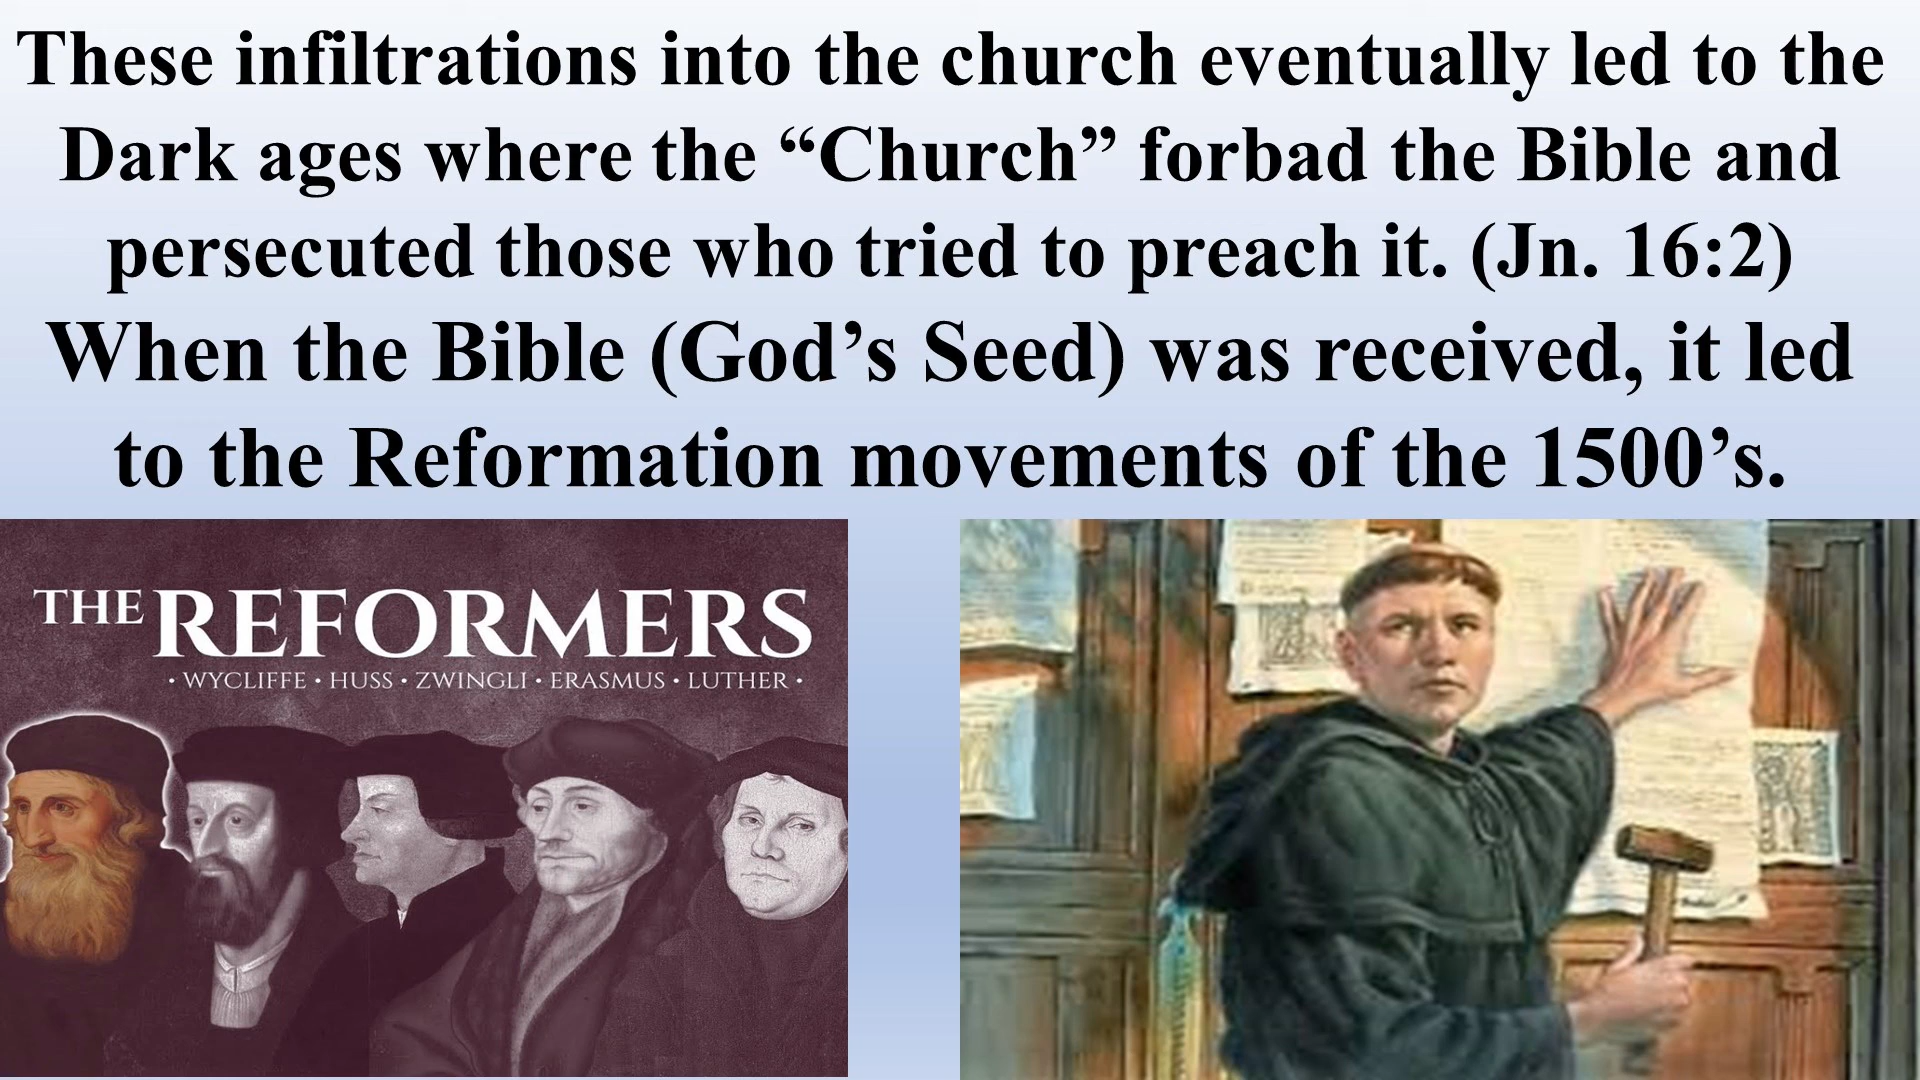 These infiltrations into the church eventually led to the
Dark ages where the “Church” forbad the Bible and
persecuted those who tried to preach it. (Jn. 16:2)
When the Bible (God’s Seed) was received, it led
to the Reformation movements of the 1500’s.
THE REFORMERS
• WYCLIFFE • HUSS • ZWINGLI • ERASMUS • LUTHER •